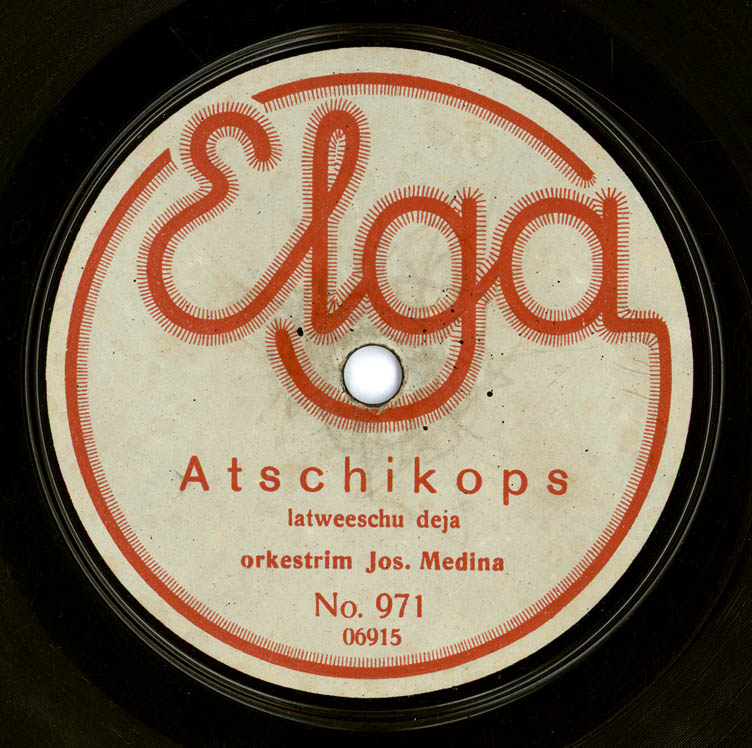 Elga
Atschikops
latweeschu deja
orkestrim Jos. Medina
No. 971
06915